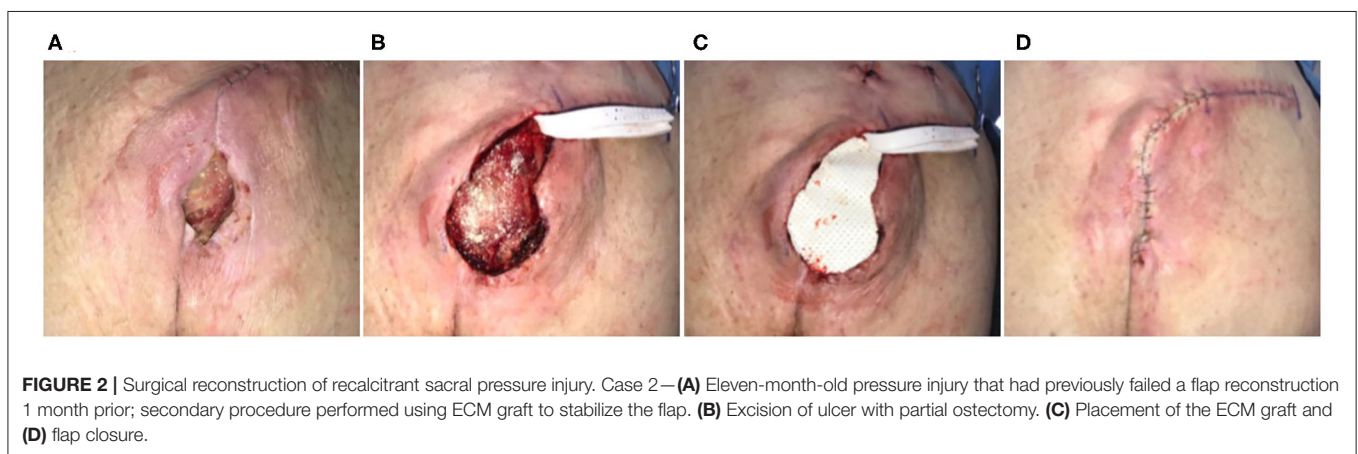 A B C D
FIGURE 2 | Surgical reconstruction of recalcitrant sacral pressure injury. Case 2—(A) Eleven-month-old pressure injury that had previously failed a flap reconstruction
1 month prior; secondary procedure performed using ECM graft to stabilize the flap. (B) Excision of ulcer with partial ostectomy. (C) Placement of the ECM graft and
(D) flap closure.